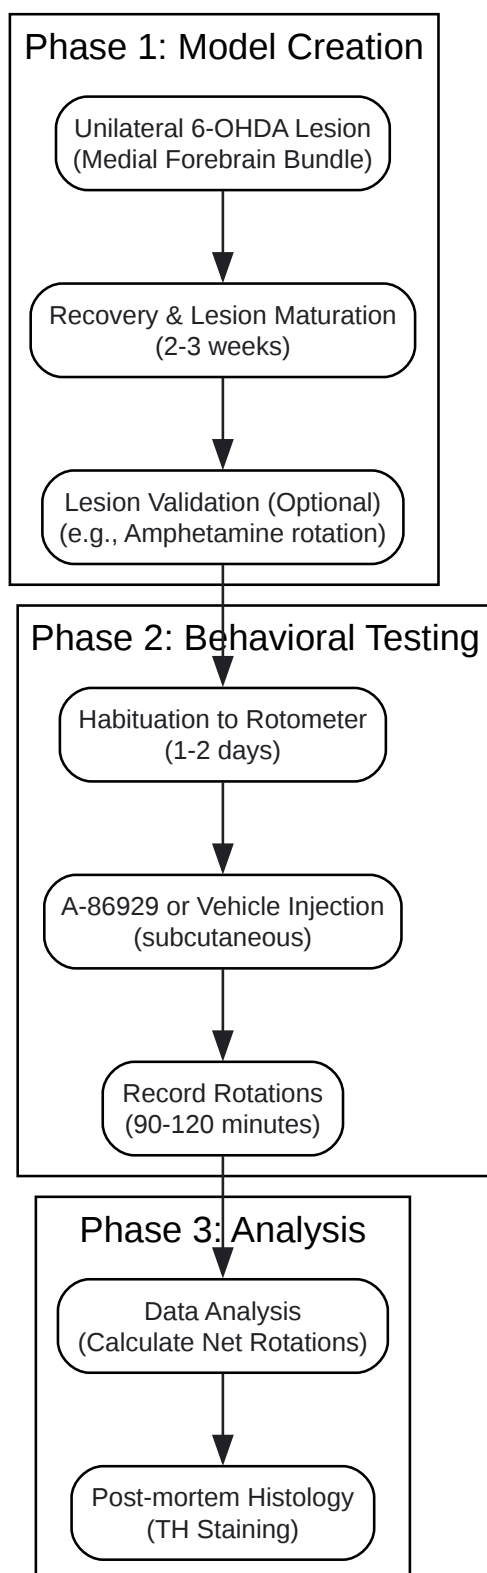 Phase 1: Model Creation
Unilateral 6-OHDA Lesion
(Medial Forebrain Bundle)
Recovery & Lesion Maturation
(2-3 weeks)
Lesion Validation (Optional)
(e.g., Amphetamine rotation)
Phase 2: Behavioral Testing
Habituation to Rotometer
(1-2 days)
A-86929 or Vehicle Injection
(subcutaneous)
Record Rotations
(90-120 minutes)
Phase 3: Analysis
Data Analysis
(Calculate Net Rotations)
Post-mortem Histology
(TH Staining)